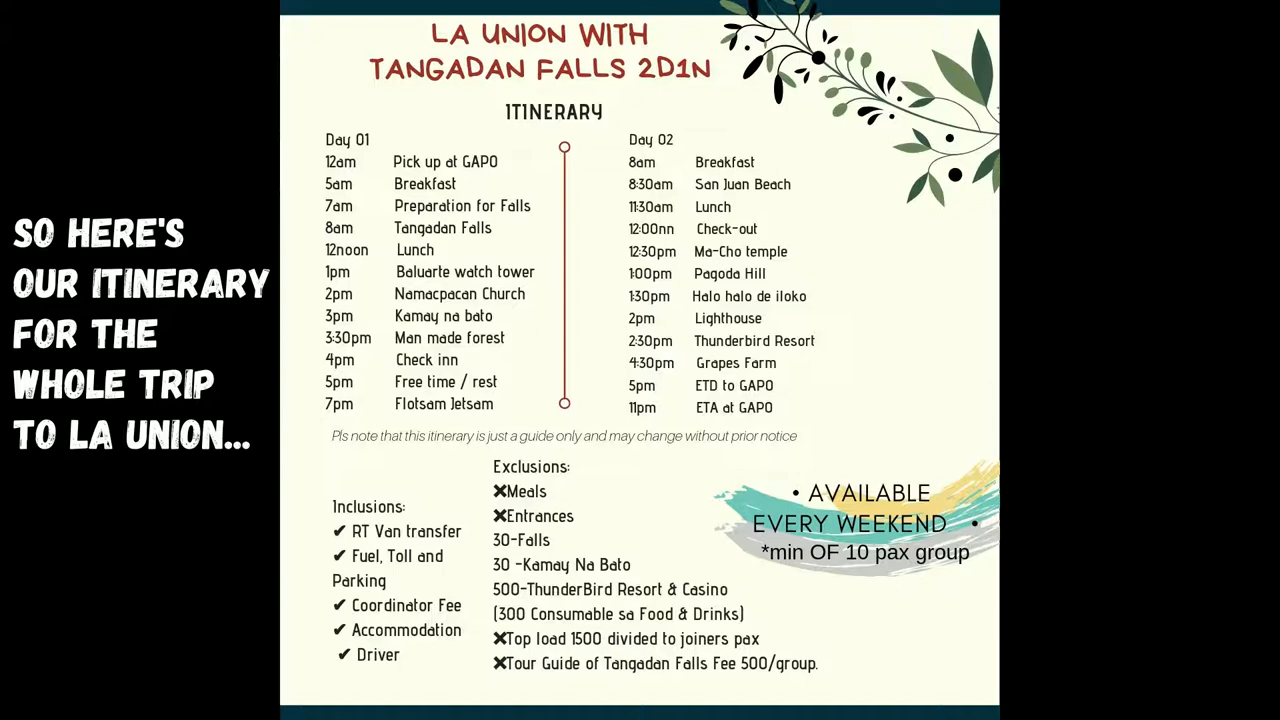 SO HERE'S
OUR ITINERARY
FOR THE
WHOLE TRIP
TO LA UNION...
LA UNION WITH
TANGADAN FALLS 2D1N
ITINERARY
Day 01
12am Pick up at GAPO
5am Breakfast
7am Preparation for Falls
8am Tangadan Falls
12noon Lunch
1pm Baluarte watch tower
2pm Namacpacan Church
3pm Kamay na bato
3:30pm Man made forest
4pm Check inn
5pm Free time / rest
7pm Flotsam Jetsam
Day 02
8am Breakfast
8:30am San Juan Beach
11:30am Lunch
12:00nn Check-out
12:30pm Ma-Cho temple
1:00pm Pagoda Hill
1:30pm Halo halo de iloko
2pm Lighthouse
2:30pm Thunderbird Resort
4:30pm Grapes Farm
5pm ETD to GAPO
11pm ETA at GAPO
Pls note that this itinerary is just a guide only and may change without prior notice
Inclusions:
✔ RT Van transfer
✔ Fuel, Toll and
Parking
✔ Coordinator Fee
✔ Accommodation
✔ Driver
Exclusions:
❌Meals
❌Entrances
30-Falls
30 -Kamay Na Bato
500-ThunderBird Resort & Casino
(300 Consumable sa Food & Drinks)
❌Top load 1500 divided to joiners pax
❌Tour Guide of Tangadan Falls Fee 500/group.
• AVAILABLE
EVERY WEEKEND •
*min OF 10 pax group